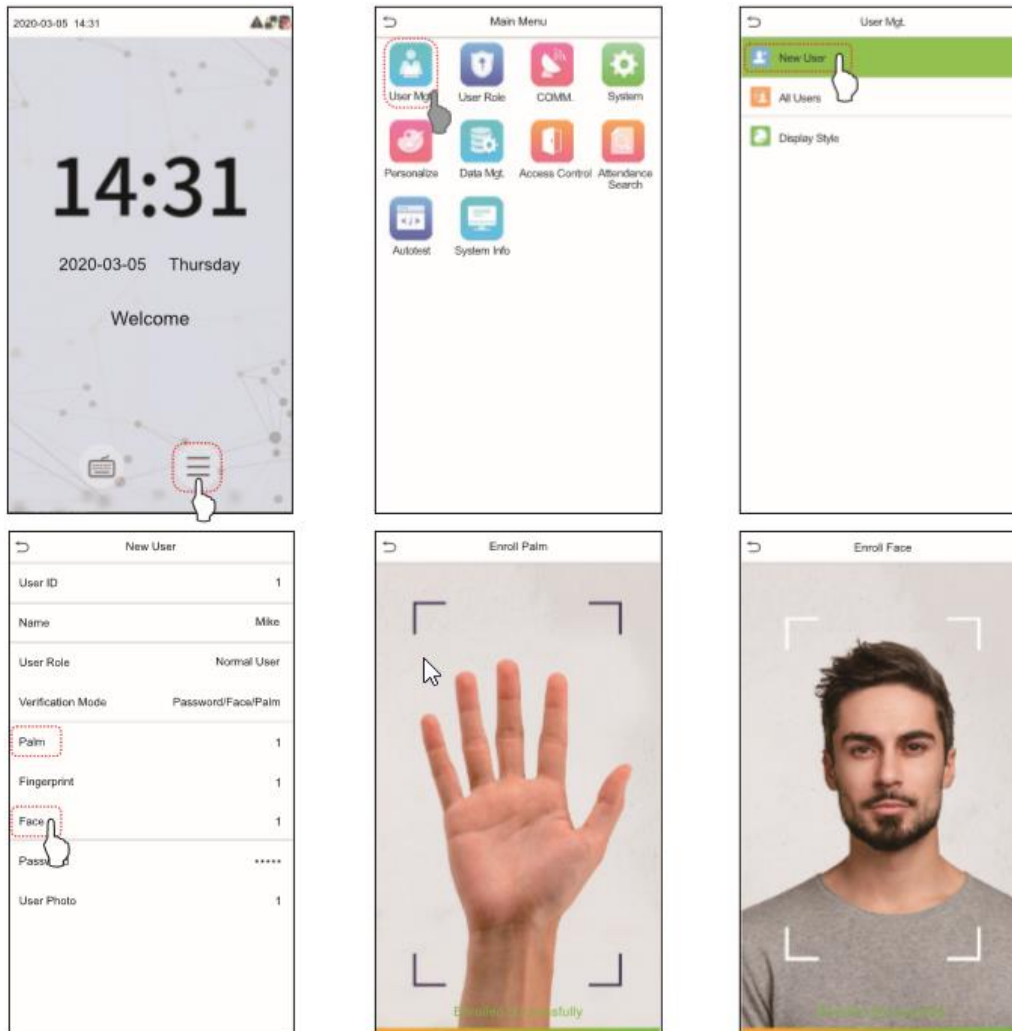 2020-03-05 14:31
14:31
2020-03-05 Thursday
Welcome
Main Menu
User Mgt.
User Role
COMM.
System
Personalize
Data Mgt.
Access Control
Attendance
Search
Autotest
System Info
User Mgt.
New User
All Users
Display Style
New User
User ID 1
Name Mike
User Role Normal User
Verification Mode Password/Face/Palm
Palm 1
Fingerprint 1
Face 1
•••••
User Photo 1
Enroll Palm
Enroll Face